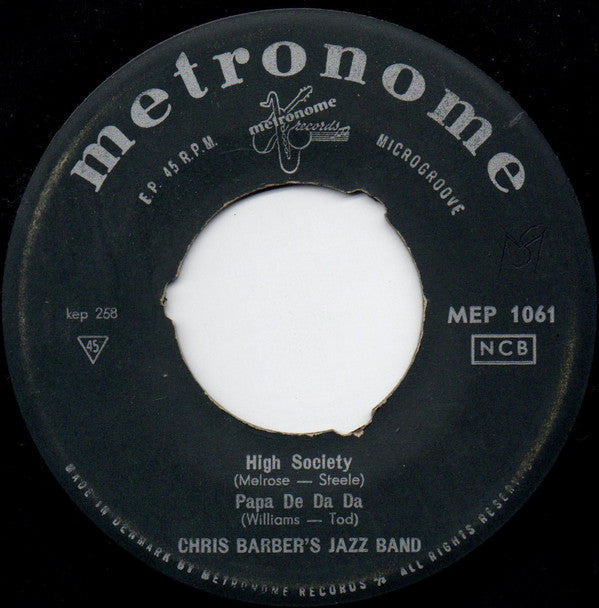 metronome
metronome
records
E.P. 45 R.P.M.
MICROGROOVE
kep 268
MEP 1061
45
NCB
High Society
(Melrose — Steele)
Papa De Da Da
(Williams — Tod)
CHRIS BARBER'S JAZZ BAND
MADE IN DENMARK BY METRONOME RECORDS ALL RIGHTS RESERVED